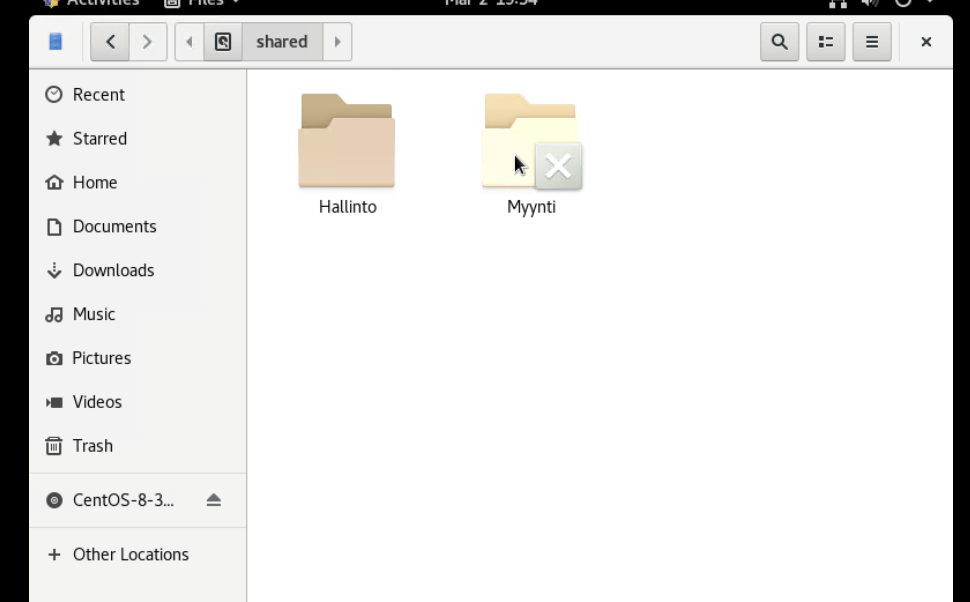 Activities Files Mar 2 19:34
shared
Recent
Starred
Home
Documents
Downloads
Music
Pictures
Videos
Trash
CentOS-8-3...
Other Locations
Hallinto
Myynti